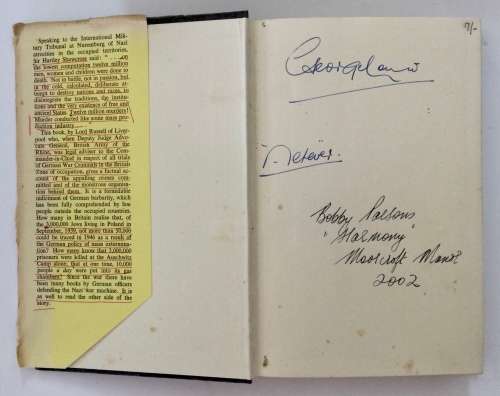 Speaking to the International Mili-
tary Tribunal at Nuremberg of Nazi
atrocities in the occupied territories,
Sir Hartley Shawcross said: ". . . . on
the lowest computation twelve million
men, women and children were done to
death. Not in battle, not in passion, but in
the cold, calculated, deliberate at-
tempt to destroy nations and races, to
disintegrate the traditions, the institutions
and the very existence of free and
ancient States. Twelve million murders!
Murder conducted like some mass pro-
duction industry."
This book, by Lord Russell of Liver-
pool who, when Deputy Judge Advo-
cate General, British Army of the
Rhine, was legal adviser to the Com-
mander-in-Chief in respect of all trials
of German War Criminals in the British
Zone of occupation, gives a factual account
of the appalling crimes commit-
ted and of the monstrous organisa-
tion behind them. It is a formidable
indictment of German barbarity, which
has been fully comprehended by few
people outside the occupied countries.
How many in Britain realise that, of
the 3,000,000 Jews living in Poland in
September, 1939, not more than 50,000
could be traced in 1946 as a result of
the German policy of mass extermina-
tion? How many know that 3,000,000
prisoners were killed at the Auschwitz
Camp alone; that at one time, 10,000
people a day were put into its gas
chambers? Since the war there have
been many books by German officers
defending the Nazi war machine. It is
as well to read the other side of the
story.
7/-
Bobby Parsons
"Harmony"
Manor
2002